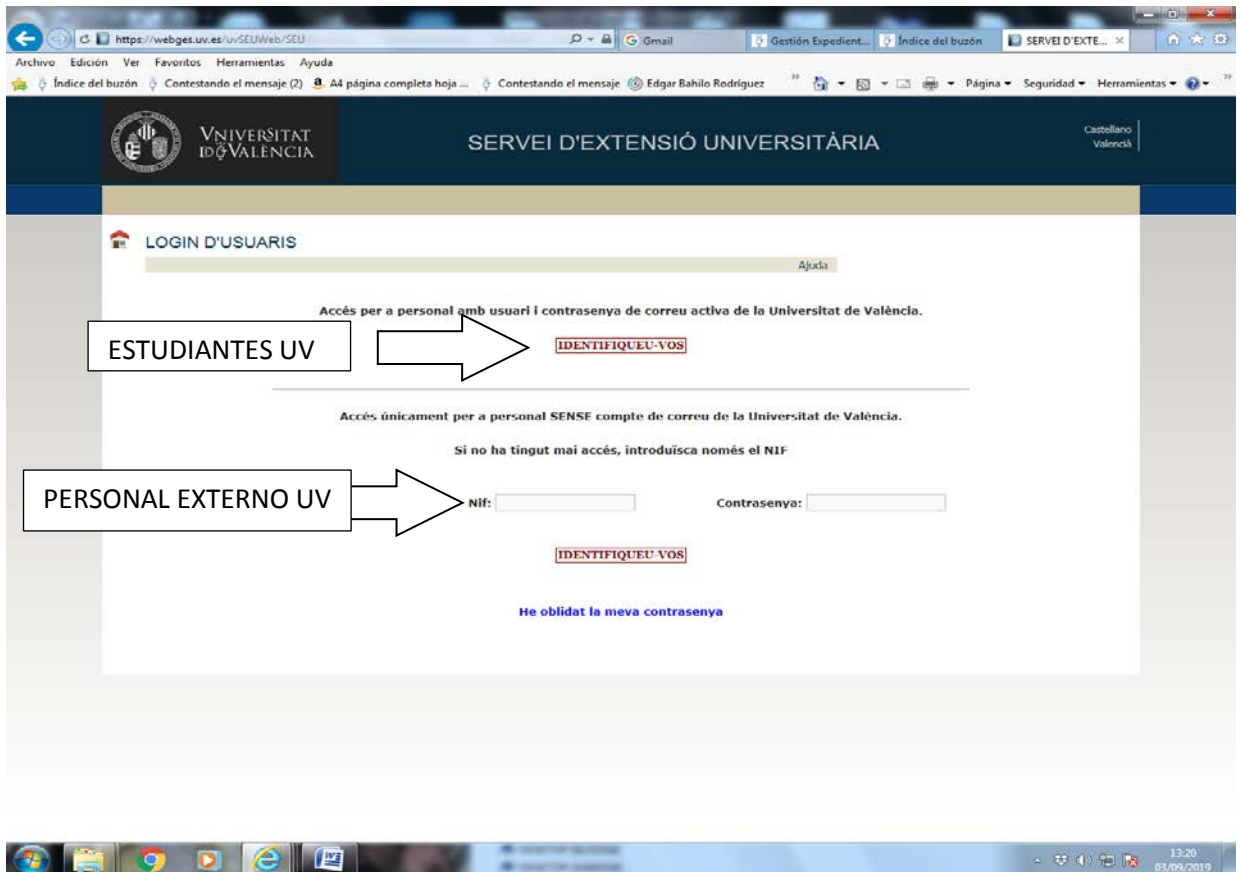 https://webges.uv.es/uvSEUWeb/SEU
Gmail
Gestión Expedient...
Índice del buzón
SERVEI D'EXTE...
Archivo Edición Ver Favoritos Herramientas Ayuda
Índice del buzón Contestando el mensaje (2) A4 página completa hoja ... Contestando el mensaje Edgar Bahilo Rodríguez
Página Seguridad Herramientas
VNIVERSITAT
ID VALÈNCIA
SERVEI D'EXTENSIÓ UNIVERSITÀRIA
Castellano
Valencià
LOGIN D'USUARIS
Ajuda
Accés per a personal amb usuari i contrasenya de correu activa de la Universitat de València.
ESTUDIANTES UV
IDENTIFIQUEU-VOS
Accés únicament per a personal SENSE compte de correu de la Universitat de València.
Si no ha tingut mai accés, introduïsca només el NIF
PERSONAL EXTERNO UV
Nif: Contrasenya:
IDENTIFIQUEU-VOS
He oblidat la meva contrasenya
13:20
03/09/2019